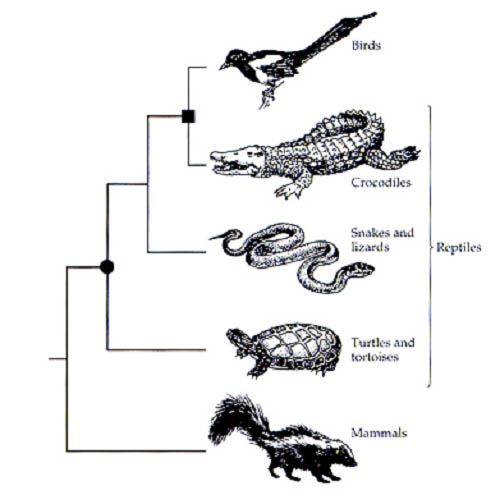 Birds
Crocodiles
Snakes and
lizards
Reptiles
Turtles and
tortoises
Mammals